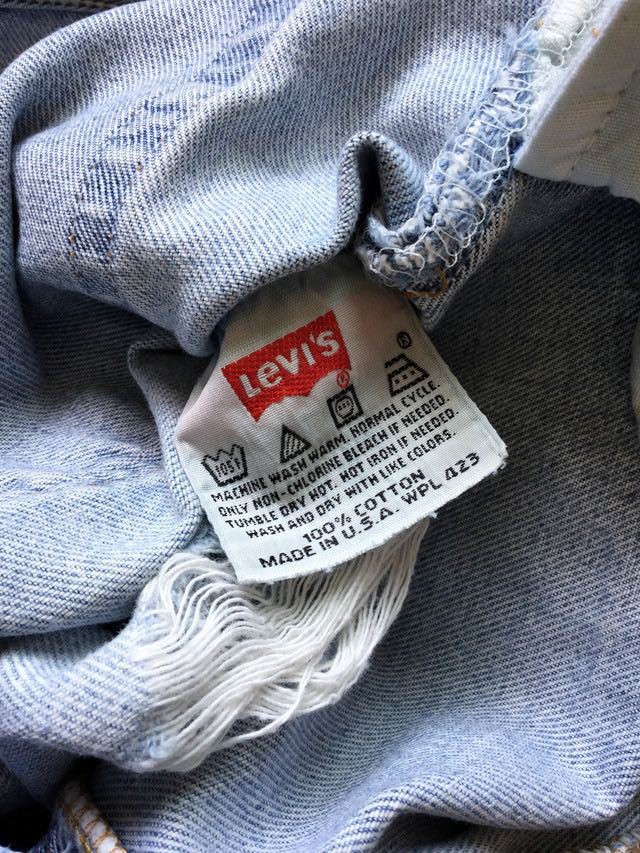 Levi's
®
®
105F
MACHINE WASH WARM. NORMAL CYCLE.
ONLY NON-CHLORINE BLEACH IF NEEDED.
TUMBLE DRY HOT. HOT IRON IF NEEDED.
WASH AND DRY WITH LIKE COLORS.
100% COTTON
MADE IN U.S.A. WPL 423